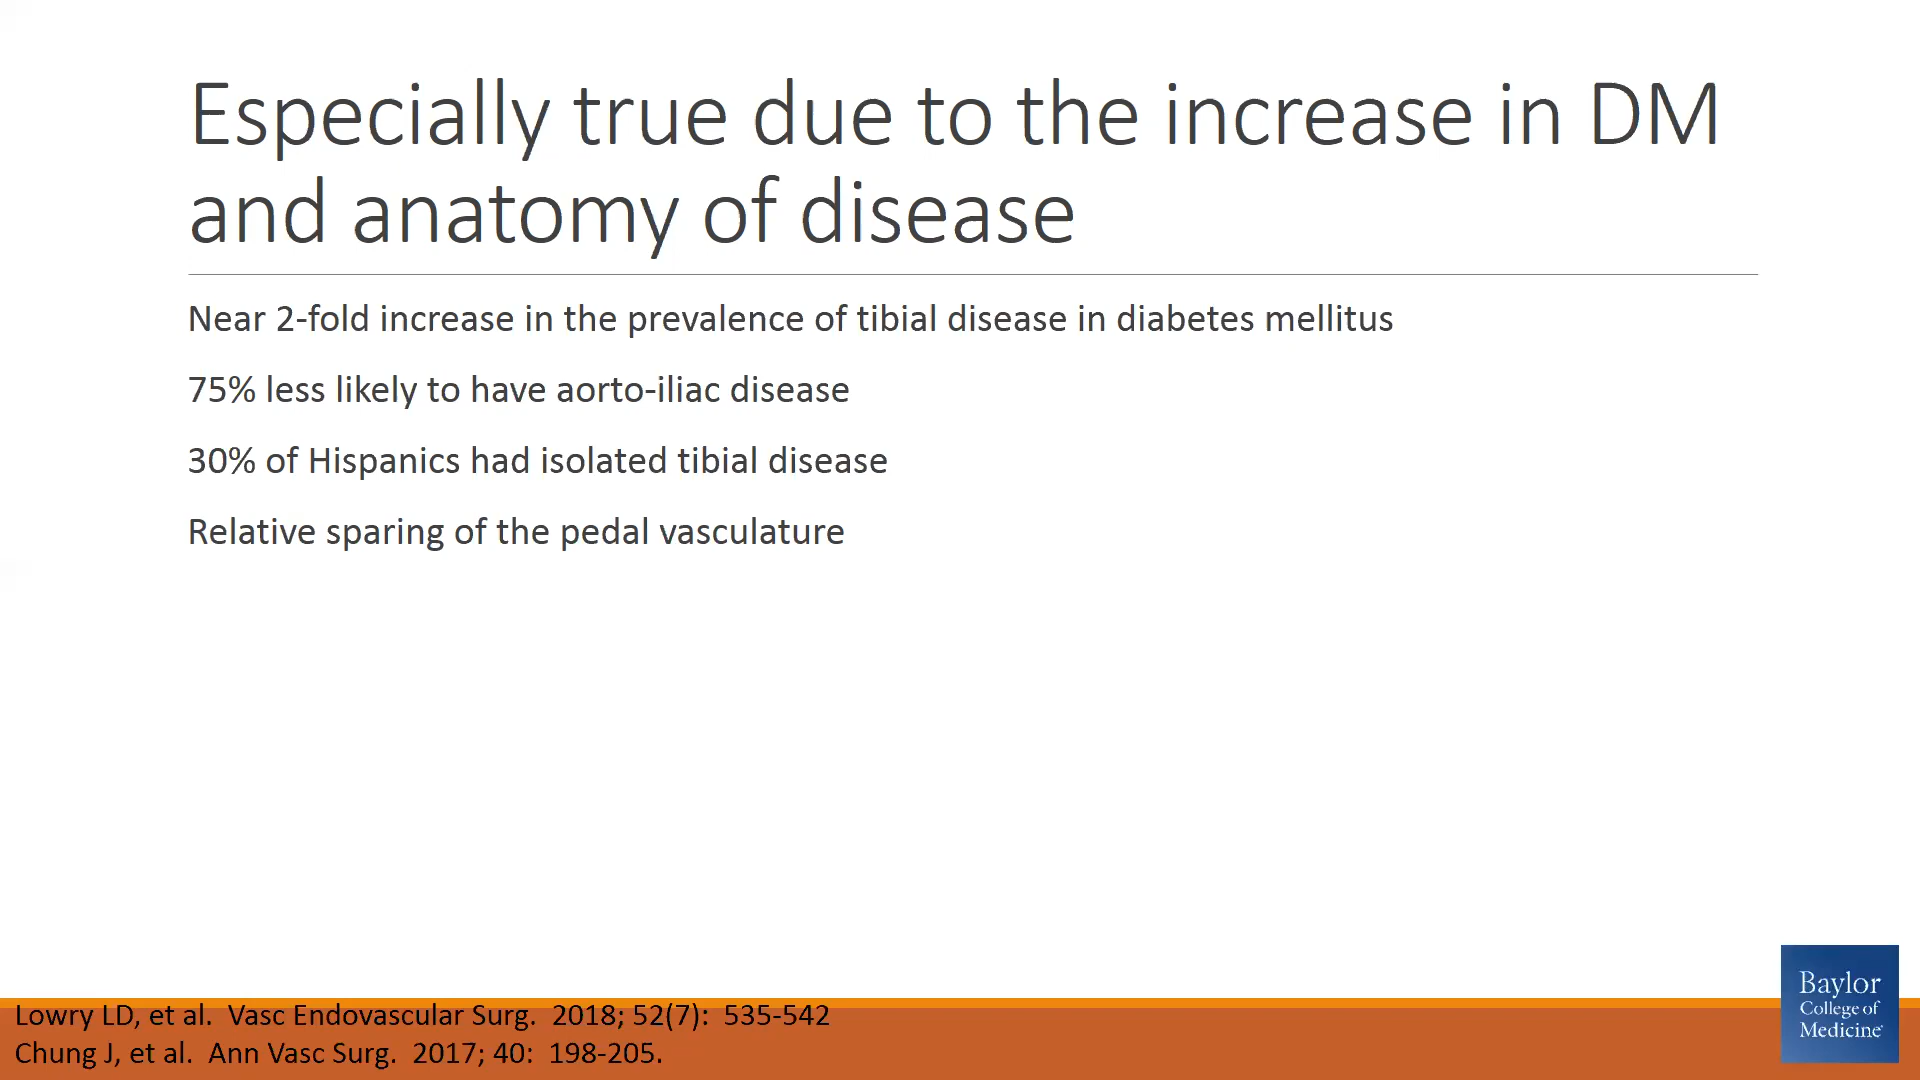 Especially true due to the increase in DM
and anatomy of disease
Near 2-fold increase in the prevalence of tibial disease in diabetes mellitus
75% less likely to have aorto-iliac disease
30% of Hispanics had isolated tibial disease
Relative sparing of the pedal vasculature
Lowry LD, et al.  Vasc Endovascular Surg.  2018; 52(7):  535-542
Chung J, et al.  Ann Vasc Surg.  2017; 40:  198-205.
Baylor
College of
Medicine